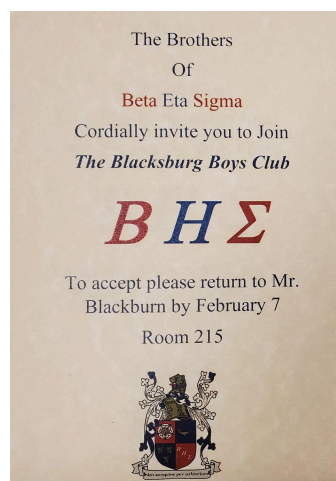 The Brothers
Of
Beta Eta Sigma
Cordially invite you to Join
The Blacksburg Boys Club
Β Η Σ
To accept please return to Mr.
Blackburn by February 7
Room 215
Β Η Σ